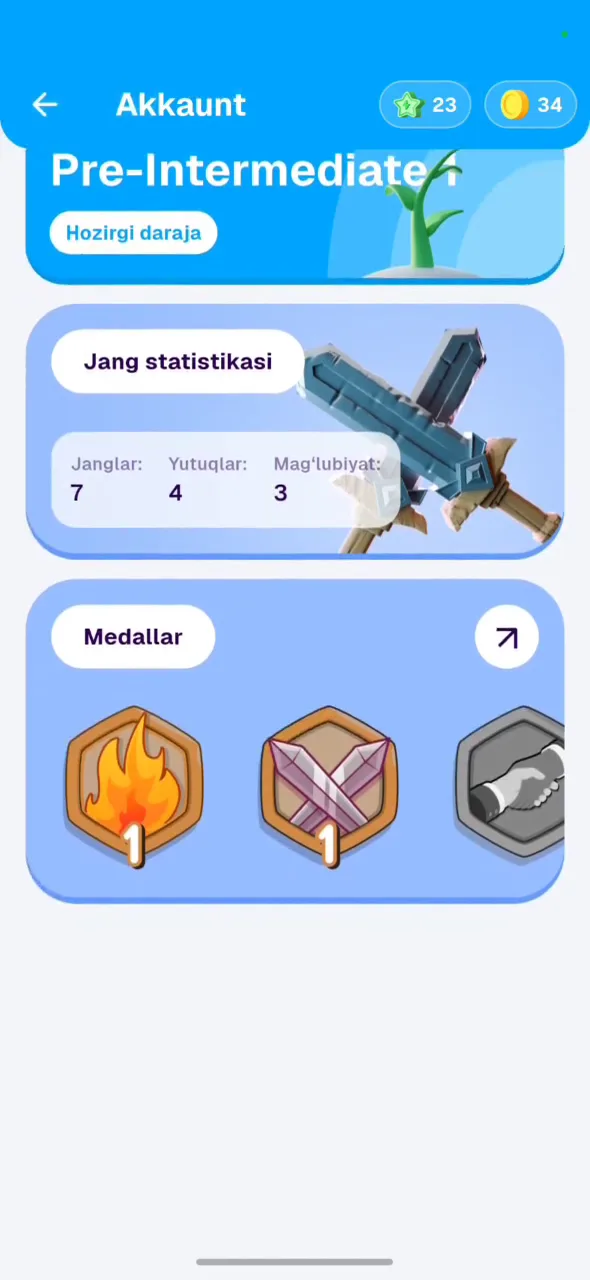 Akkaunt
23
34
Pre-Intermediate 1
Hozirgi daraja
Jang statistikasi
Janglar: Yutuqlar: Mag‘lubiyat:
7 4 3
Medallar
1 1